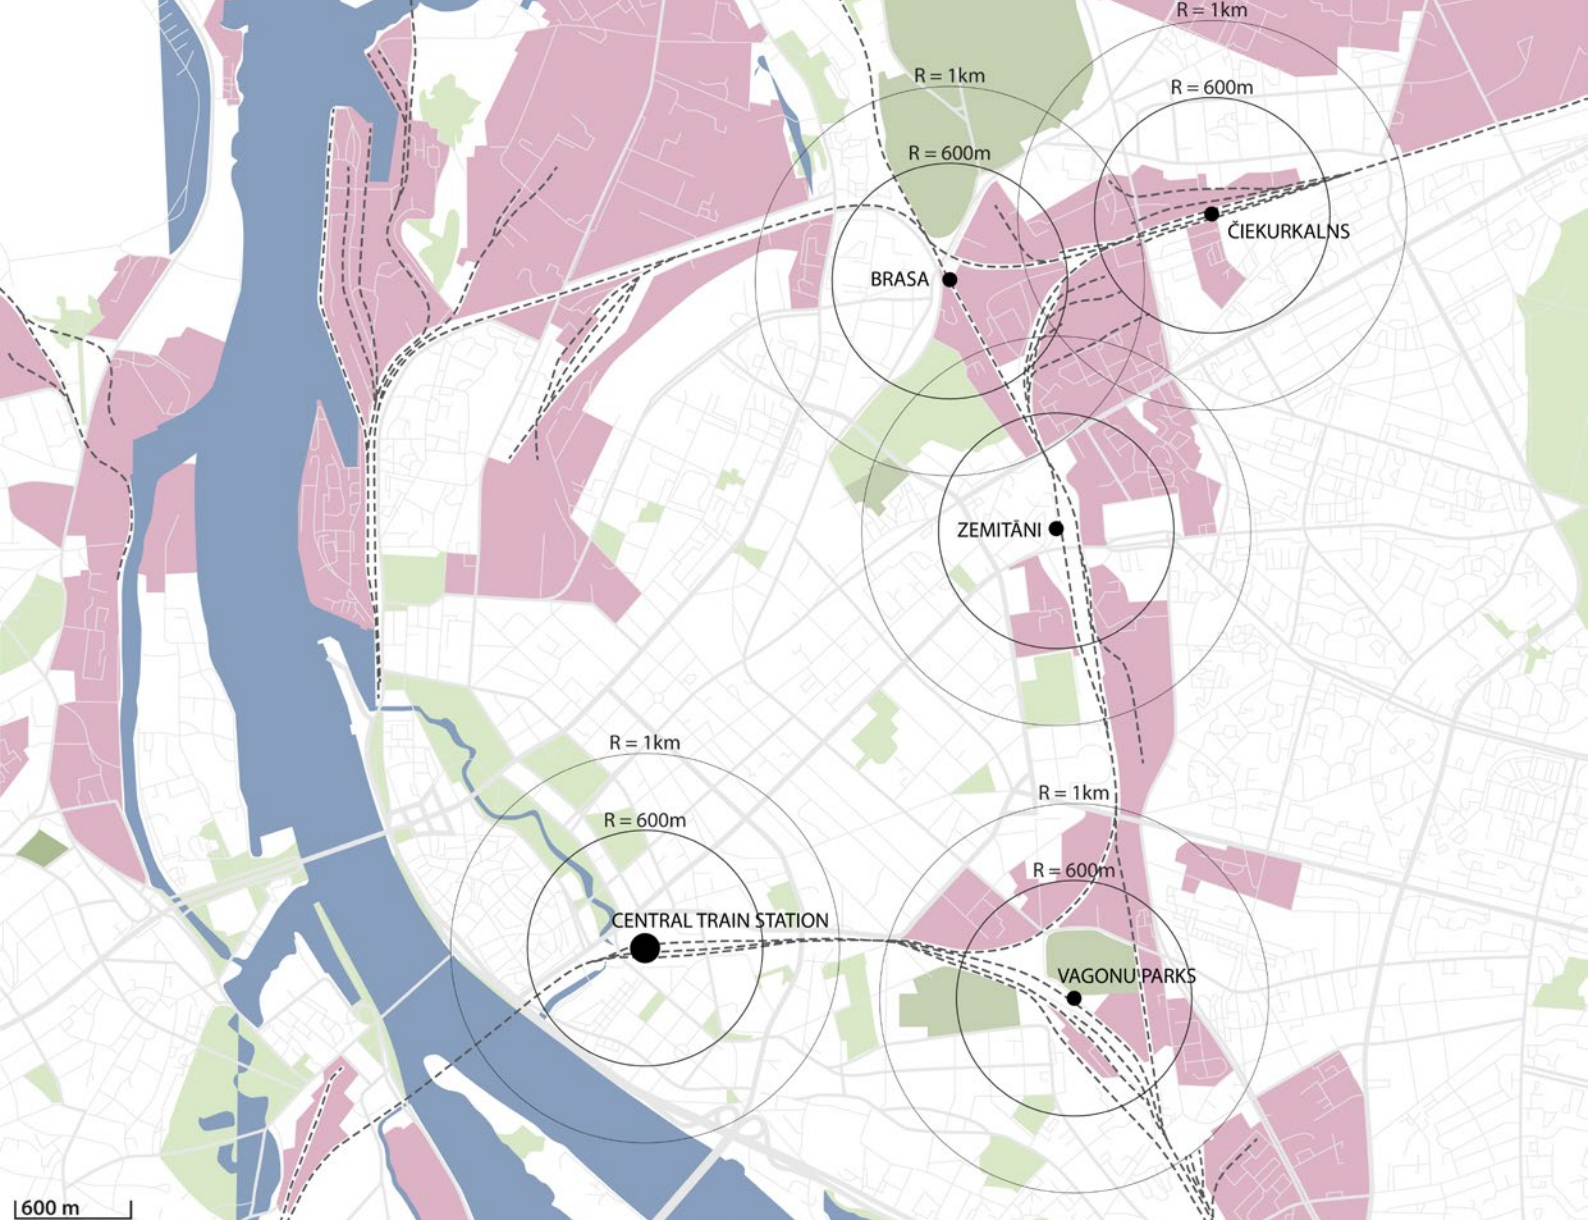 R = 1km
R = 1km
R = 600m
R = 600m
ČIEKURKALNS
BRASA
ZEMITĀNI
R = 1km
R = 1km
R = 600m
R = 600m
CENTRAL TRAIN STATION
VAGONU PARKS
600 m